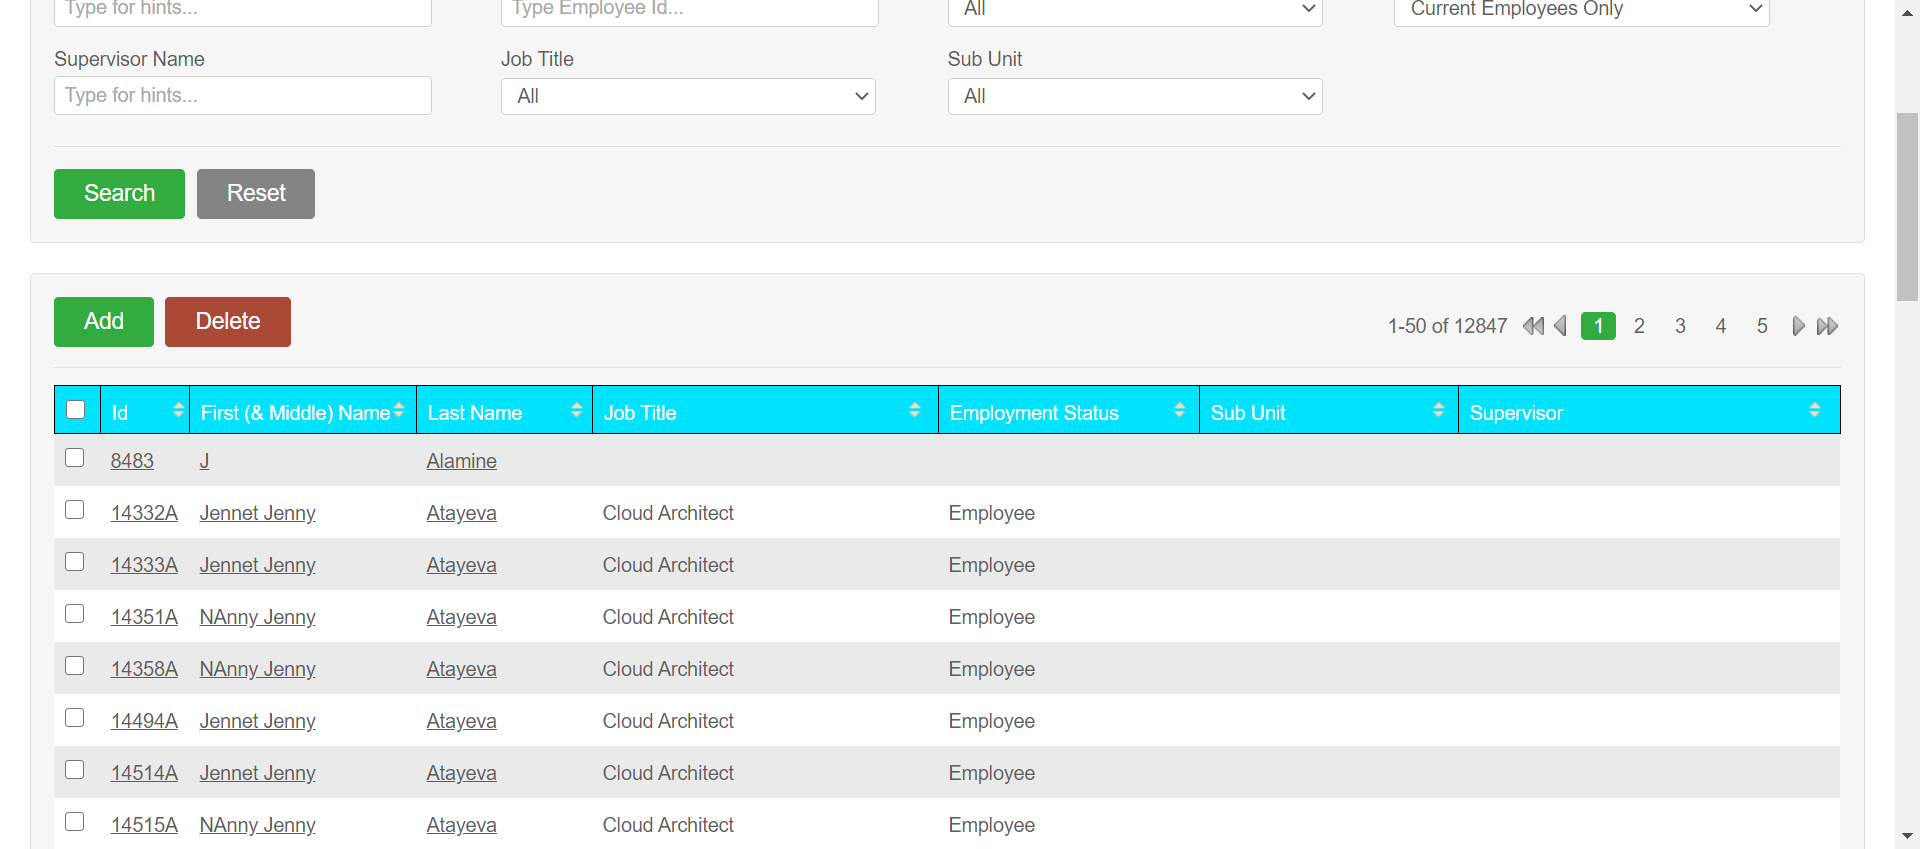 Type for hints... Type Employee Id... All Current Employees Only
Supervisor Name Job Title Sub Unit
Type for hints... All All
Search Reset
Add Delete 1-50 of 12847 1 2 3 4 5
Id First (& Middle) Name Last Name Job Title Employment Status Sub Unit Supervisor
8483 J Alamine
14332A Jennet Jenny Atayeva Cloud Architect Employee
14333A Jennet Jenny Atayeva Cloud Architect Employee
14351A NAnny Jenny Atayeva Cloud Architect Employee
14358A NAnny Jenny Atayeva Cloud Architect Employee
14494A Jennet Jenny Atayeva Cloud Architect Employee
14514A Jennet Jenny Atayeva Cloud Architect Employee
14515A NAnny Jenny Atayeva Cloud Architect Employee